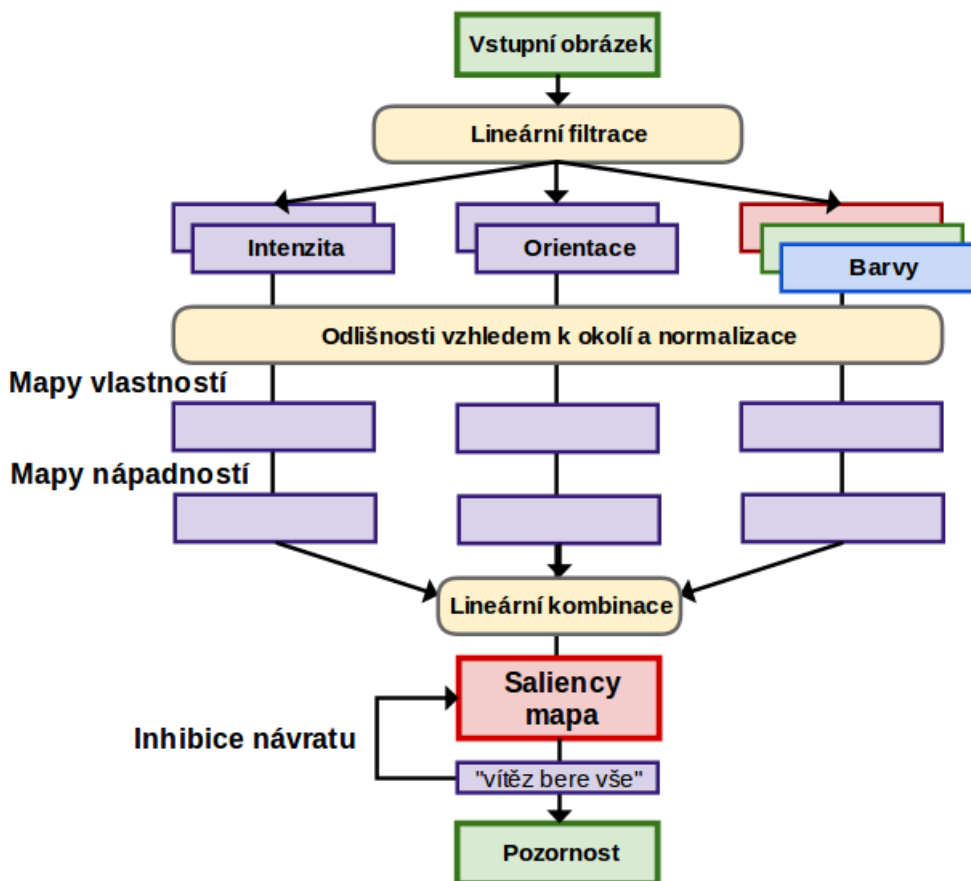 Vstupní obrázek
Lineární filtrace
Intenzita
Orientace
Barvy
Odlišnosti vzhledem k okolí a normalizace
Mapy vlastností
Mapy nápadností
Lineární kombinace
Saliency
mapa
Inhibice návratu
"vítěz bere vše"
Pozornost